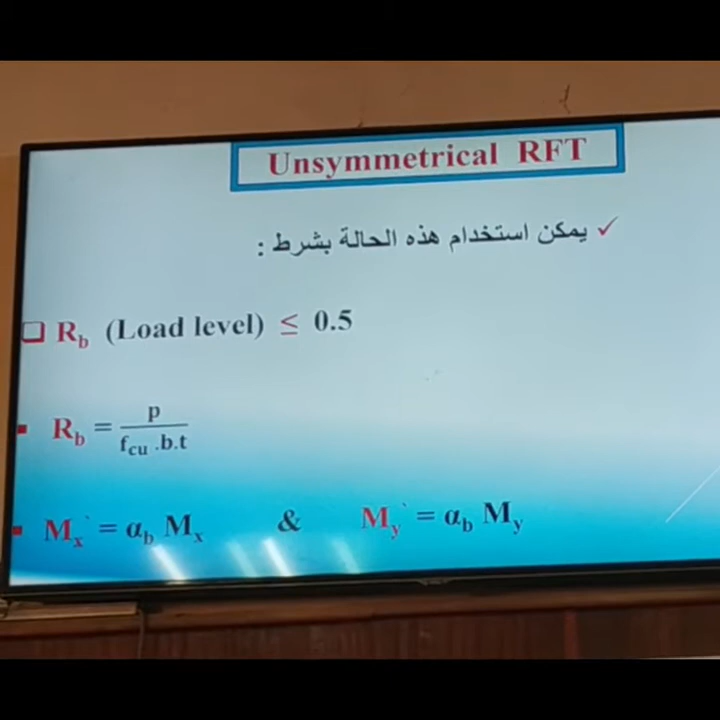 Unsymmetrical RFT
✓ يمكن استخدام هذه الحالة بشرط :
❑ R_b (Load level) ≤ 0.5
▪ R_b = p / f_cu .b.t
▪ M_x` = α_b M_x & M_y` = α_b M_y